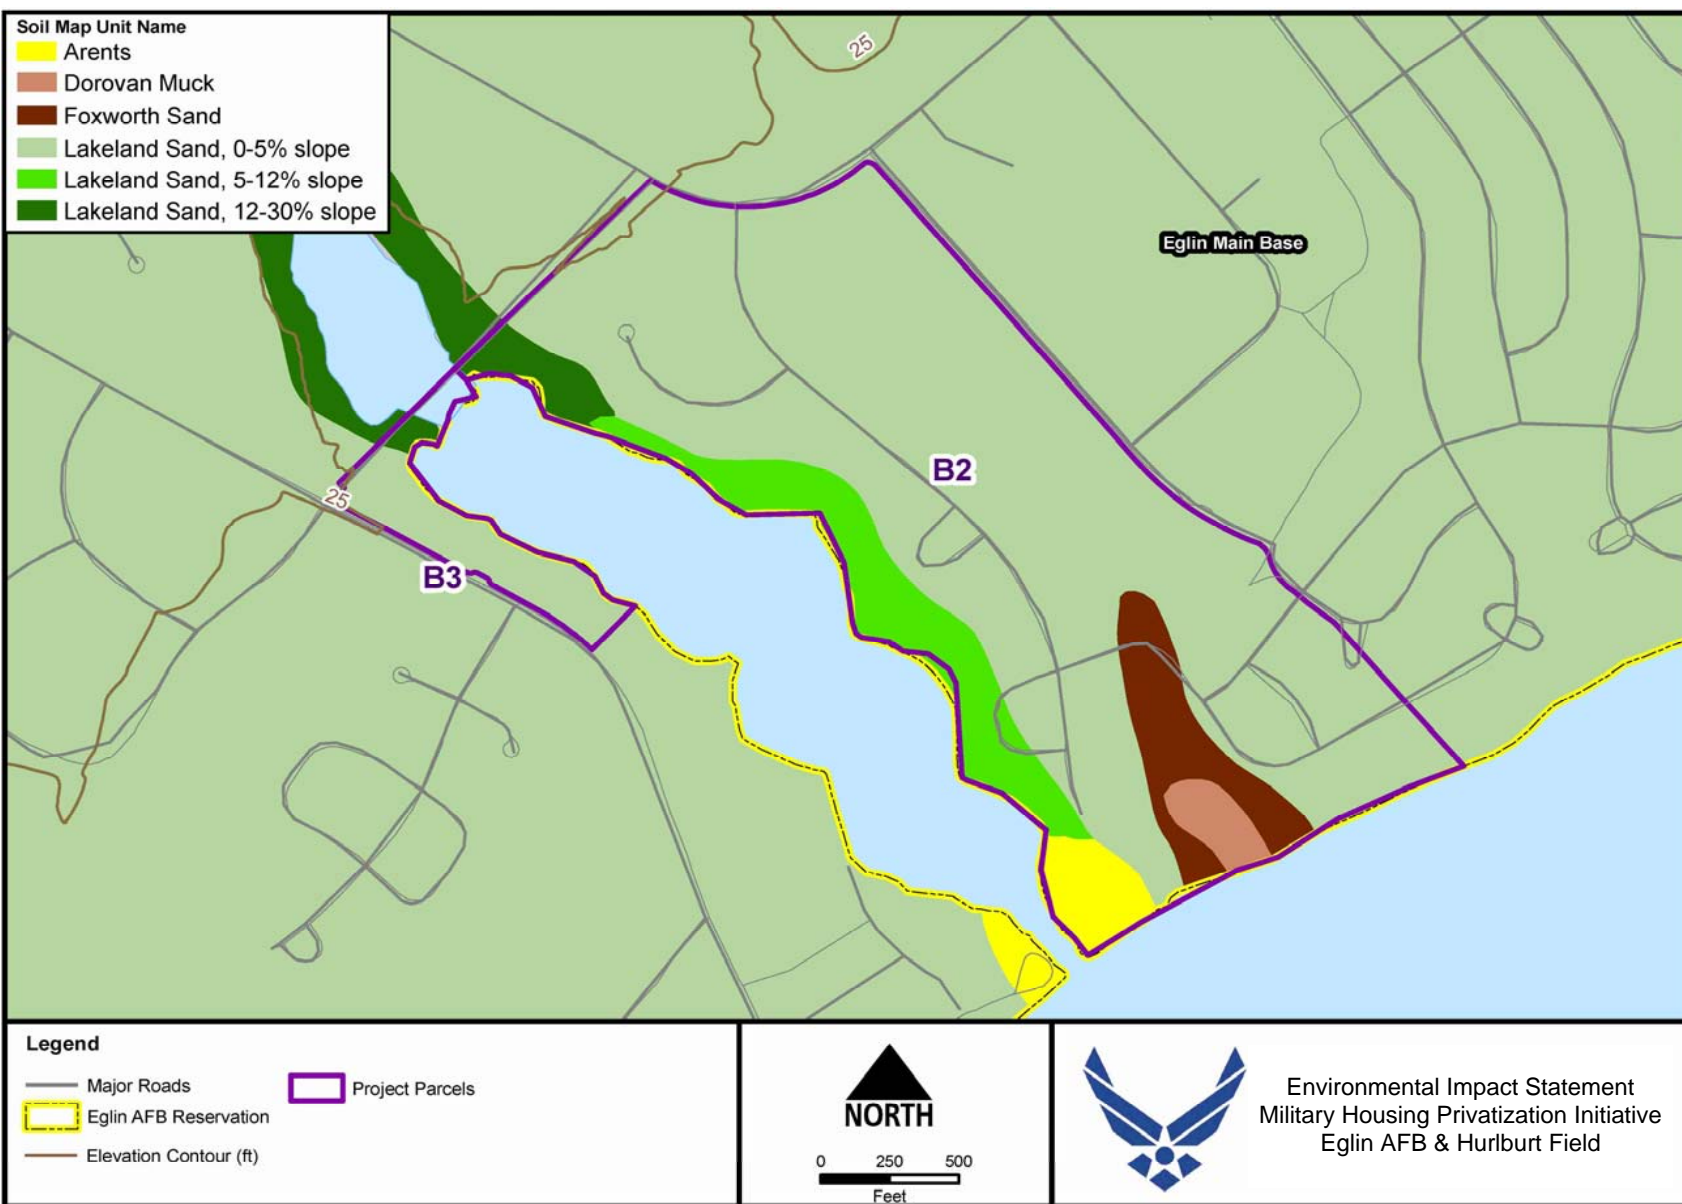 Soil Map Unit Name
Arents
Dorovan Muck
Foxworth Sand
Lakeland Sand, 0-5% slope
Lakeland Sand, 5-12% slope
Lakeland Sand, 12-30% slope
25
Eglin Main Base
B2
25
B3
Legend
Major Roads
Eglin AFB Reservation
Elevation Contour (ft)
Project Parcels
NORTH
0 250 500
Feet
Environmental Impact Statement
Military Housing Privatization Initiative
Eglin AFB & Hurlburt Field